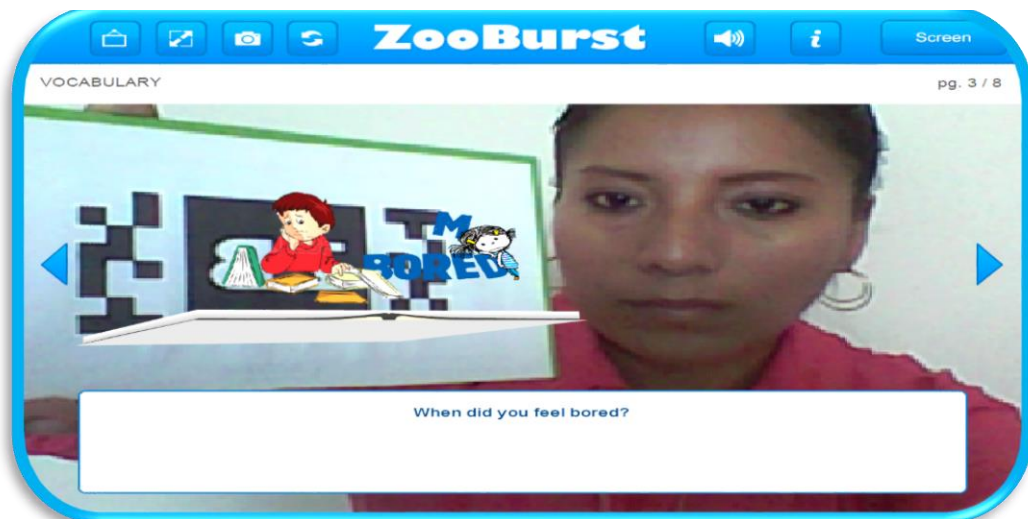 ZooBurst
i
Screen
VOCABULARY
pg. 3 / 8
M
BORED
When did you feel bored?